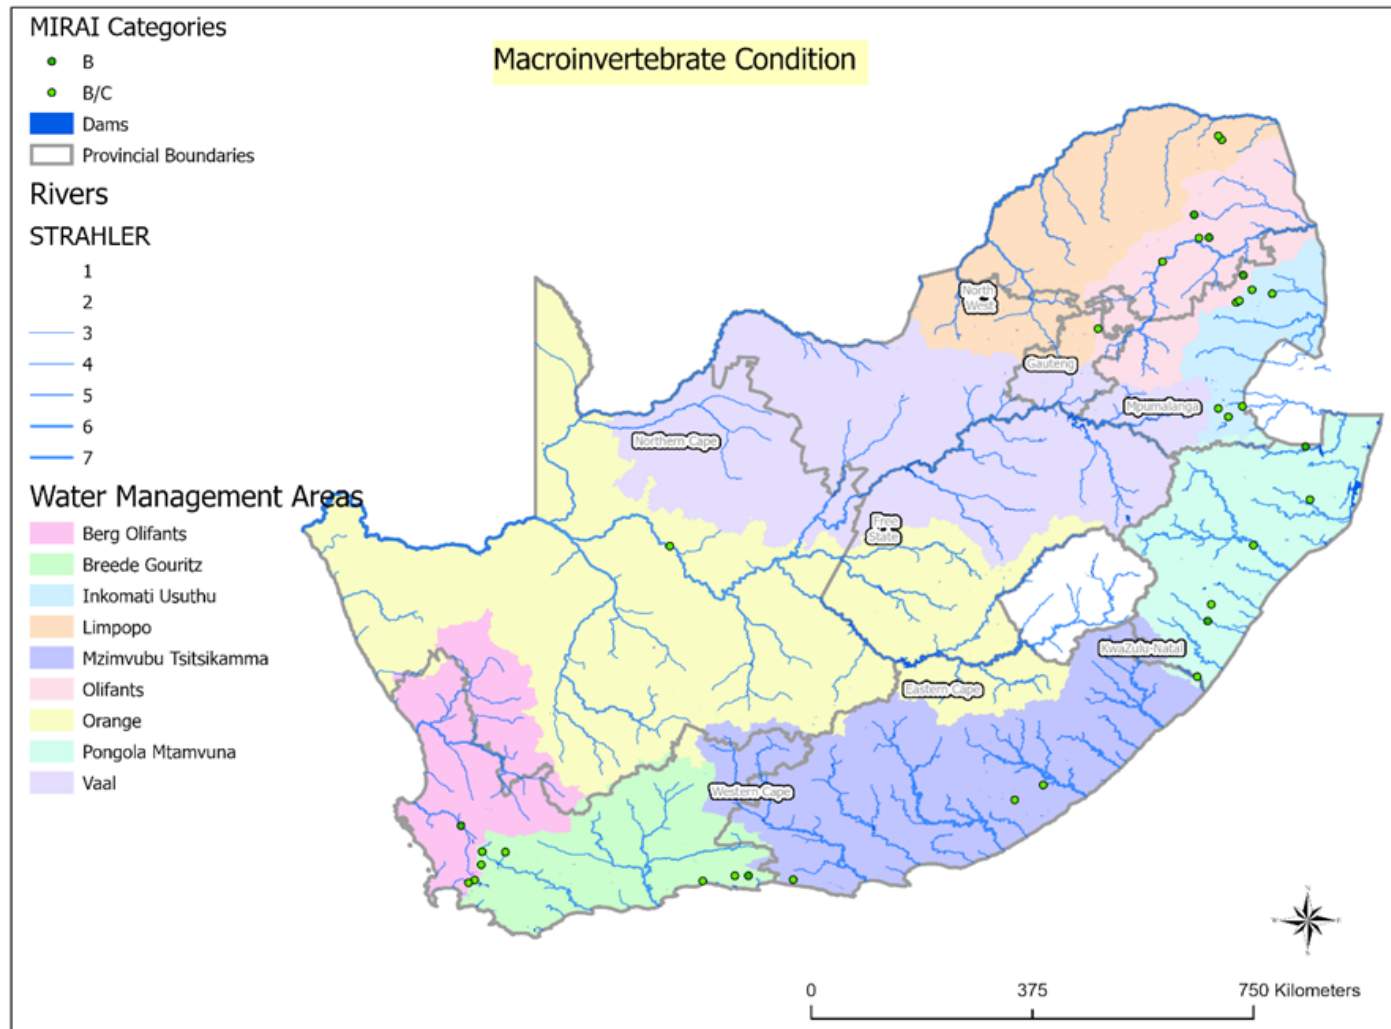 MIRAI Categories
B
B/C
Dams
Provincial Boundaries
Rivers
STRAHLER
1
2
3
4
5
6
7
Water Management Areas
Berg Olifants
Breede Gouritz
Inkomati Usuthu
Limpopo
Mzimvubu Tsitsikamma
Olifants
Orange
Pongola Mtamvuna
Vaal
Macroinvertebrate Condition
North
West
Gauteng
Mpumalanga
Northern Cape
Free
State
KwaZulu-Natal
Eastern Cape
Western Cape
N
W
E
S
0
375
750 Kilometers